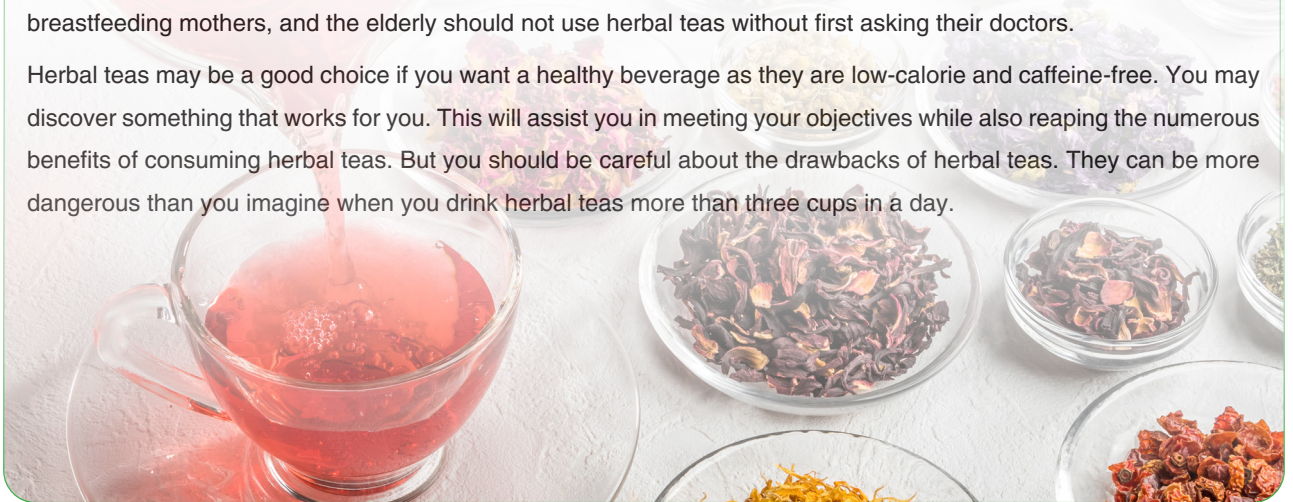 breastfeeding mothers, and the elderly should not use herbal teas without first asking their doctors.
Herbal teas may be a good choice if you want a healthy beverage as they are low-calorie and caffeine-free. You may
discover something that works for you. This will assist you in meeting your objectives while also reaping the numerous
benefits of consuming herbal teas. But you should be careful about the drawbacks of herbal teas. They can be more
dangerous than you imagine when you drink herbal teas more than three cups in a day.